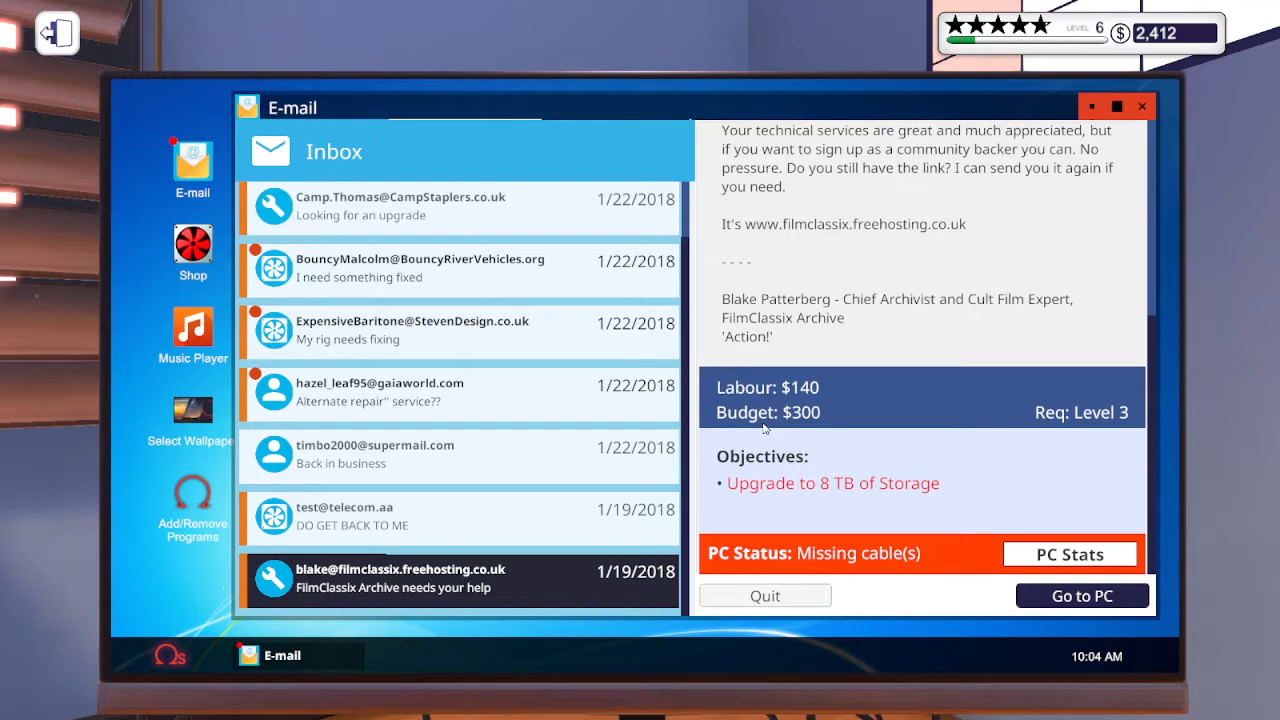 LEVEL 6
$ 2,412
E-mail
Shop
Music Player
Select Wallpape
Add/Remove
Programs
E-mail
Inbox
Camp.Thomas@CampStaplers.co.uk 1/22/2018
Looking for an upgrade
BouncyMalcolm@BouncyRiverVehicles.org 1/22/2018
I need something fixed
ExpensiveBaritone@StevenDesign.co.uk 1/22/2018
My rig needs fixing
hazel_leaf95@gaiaworld.com 1/22/2018
Alternate repair" service??
timbo2000@supermail.com 1/22/2018
Back in business
test@telecom.aa 1/19/2018
DO GET BACK TO ME
blake@filmclassix.freehosting.co.uk 1/19/2018
FilmClassix Archive needs your help
Your technical services are great and much appreciated, but
if you want to sign up as a community backer you can. No
pressure. Do you still have the link? I can send you it again if
you need.
It's www.filmclassix.freehosting.co.uk
- - - -
Blake Patterberg - Chief Archivist and Cult Film Expert,
FilmClassix Archive
'Action!'
Labour: $140
Budget: $300 Req: Level 3
Objectives:
• Upgrade to 8 TB of Storage
PC Status: Missing cable(s) PC Stats
Quit Go to PC
Ωs E-mail 10:04 AM